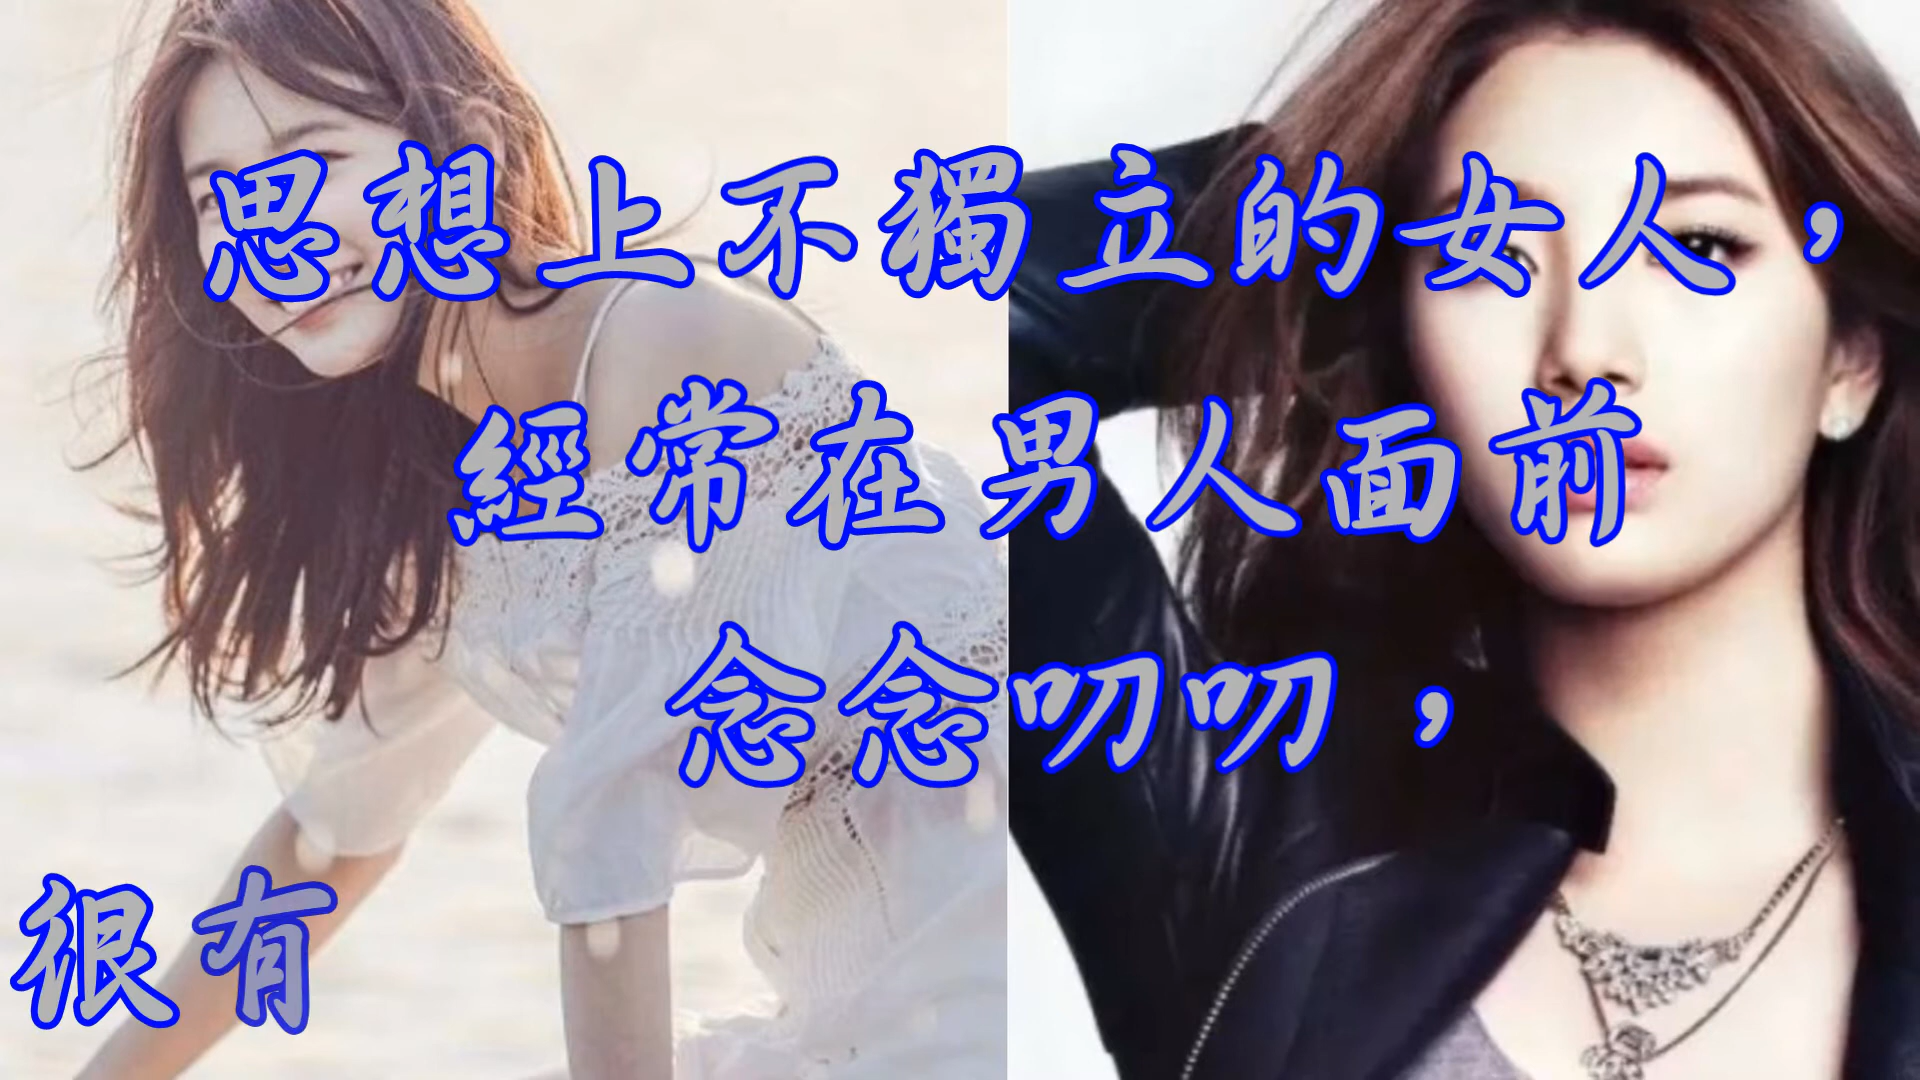 思想上不獨立的女人，
經常在男人面前
念念叨叨，
很有